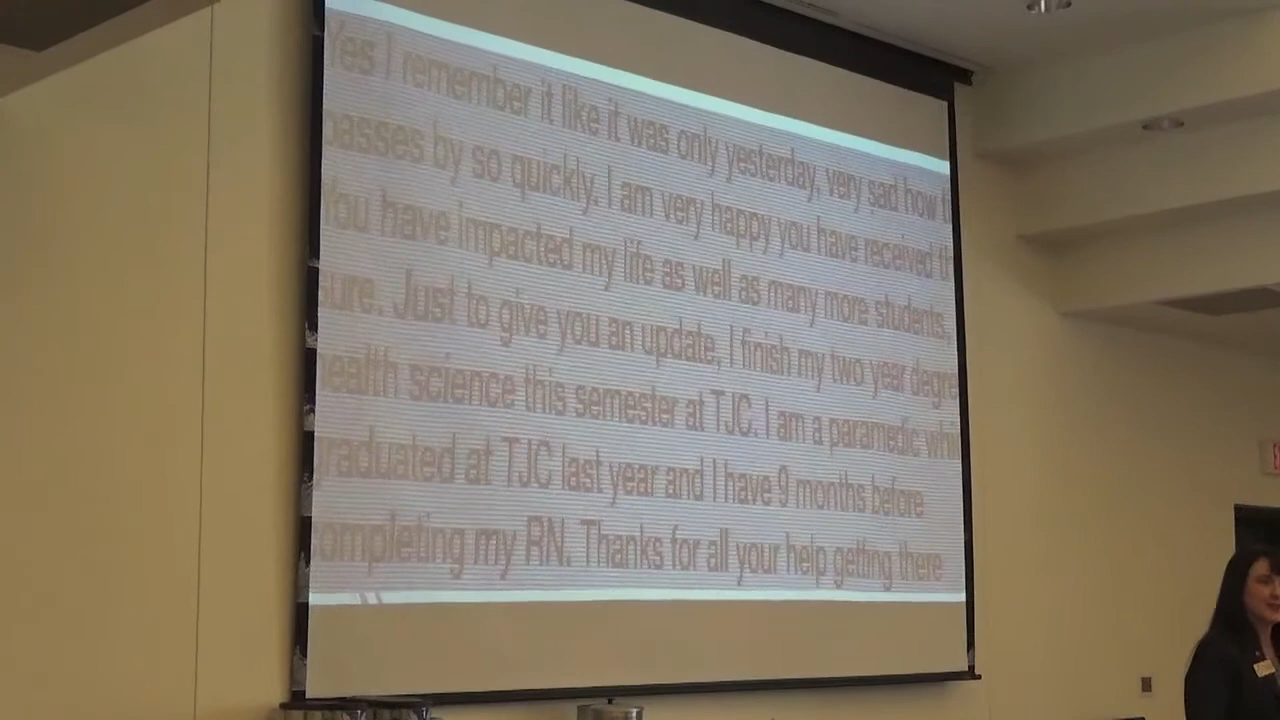 Yes I remember it like it was only yesterday, very sad how
passes by so quickly. I am very happy you have received
You have impacted my life as well as many more students,
sure. Just to give you an update, I finish my two year
health science this semester at TJC. I am a paramedic
graduated at TJC last year and I have 9 months before
completing my RN. Thanks for all your help getting there